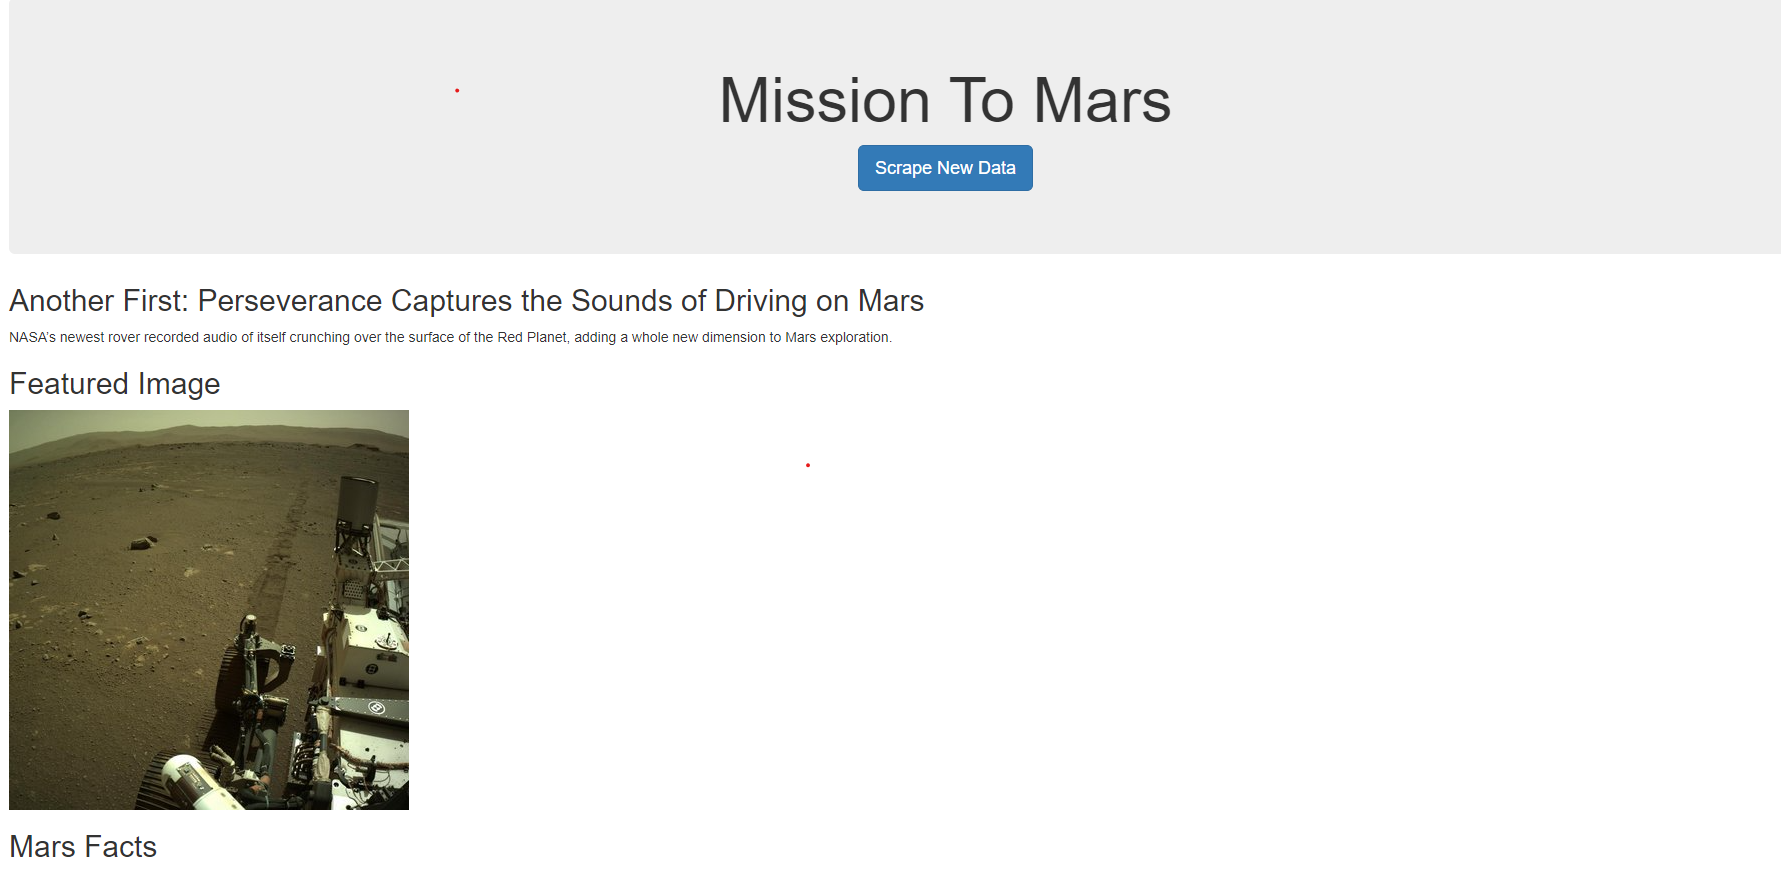 Mission To Mars
Scrape New Data
Another First: Perseverance Captures the Sounds of Driving on Mars
NASA's newest rover recorded audio of itself crunching over the surface of the Red Planet, adding a whole new dimension to Mars exploration.
Featured Image
Mars Facts